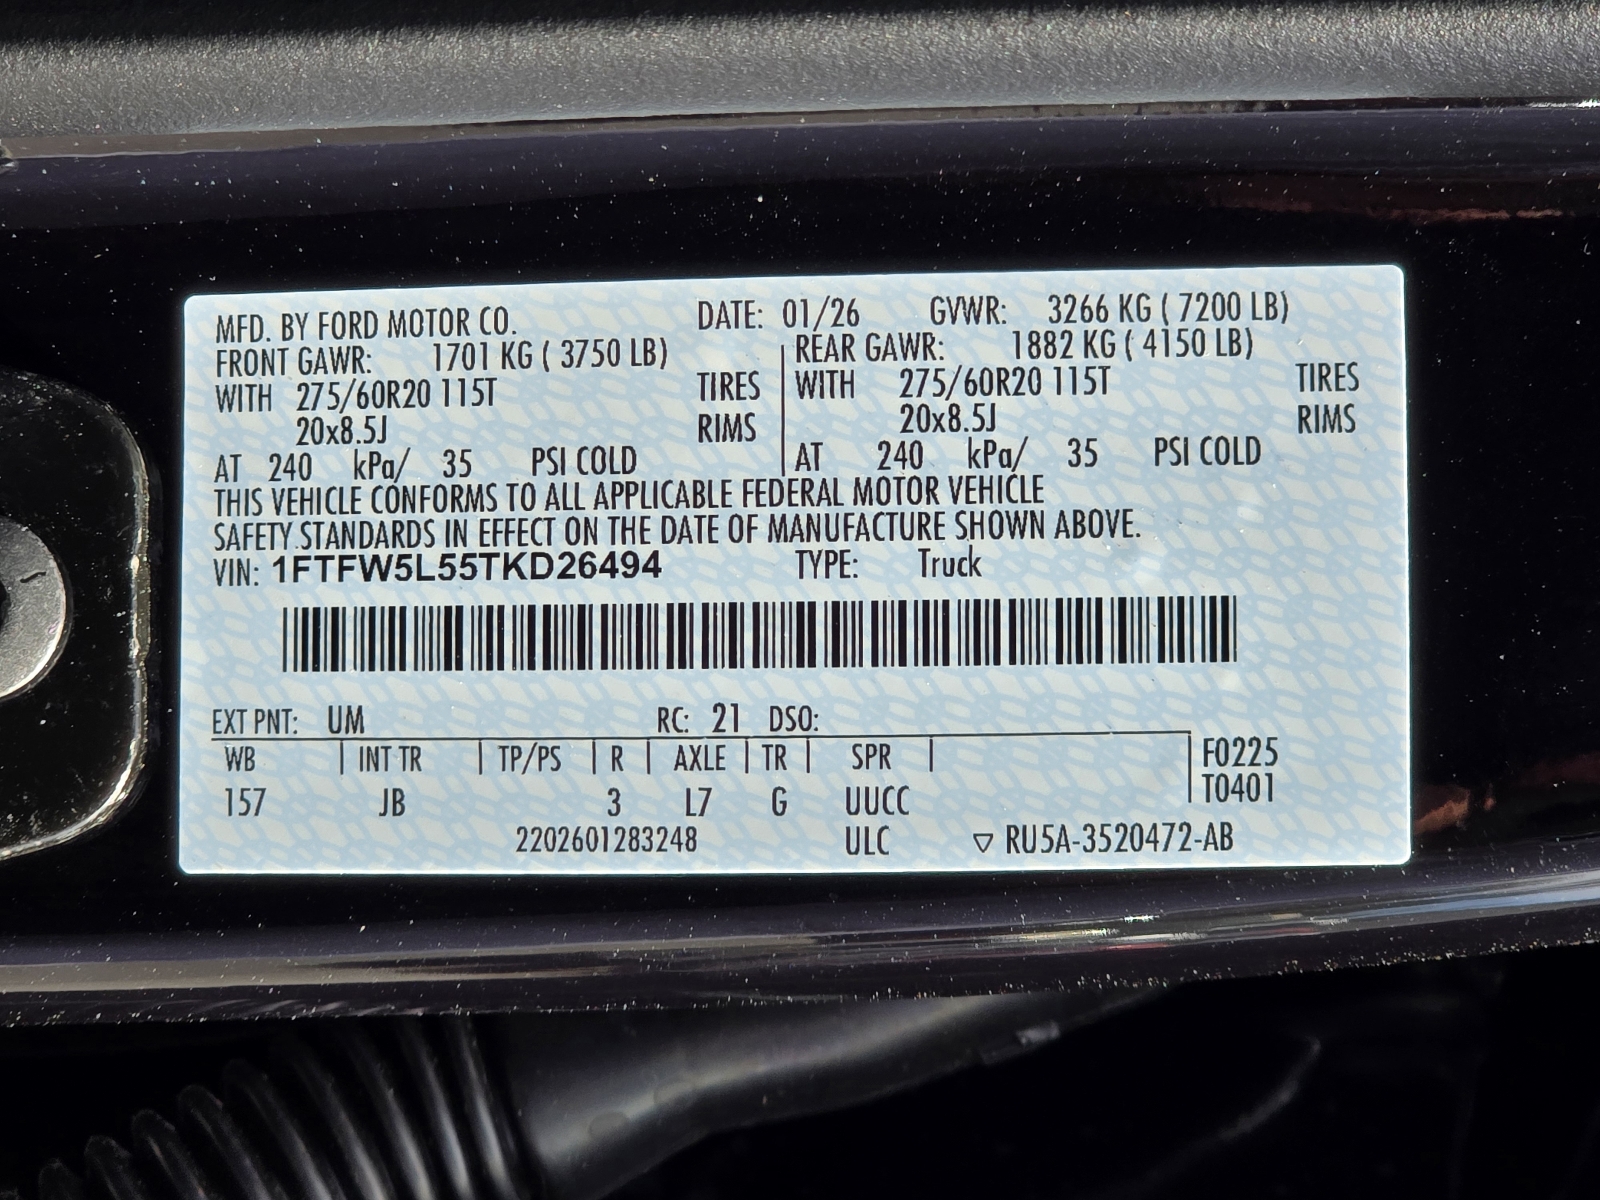 MFD. BY FORD MOTOR CO. DATE: 01/26 GVWR: 3266 KG ( 7200 LB)
FRONT GAWR: 1701 KG ( 3750 LB) REAR GAWR: 1882 KG ( 4150 LB)
WITH 275/60R20 115T TIRES WITH 275/60R20 115T TIRES
20x8.5J RIMS 20x8.5J RIMS
AT 240 kPa/ 35 PSI COLD AT 240 kPa/ 35 PSI COLD
THIS VEHICLE CONFORMS TO ALL APPLICABLE FEDERAL MOTOR VEHICLE
SAFETY STANDARDS IN EFFECT ON THE DATE OF MANUFACTURE SHOWN ABOVE.
VIN: 1FTFW5L55TKD26494 TYPE: Truck
EXT PNT: UM RC: 21 DSO:
WB INT TR TP/PS R AXLE TR SPR F0225
157 JB 3 L7 G UUCC T0401
2202601283248 ULC ▽ RU5A-3520472-AB